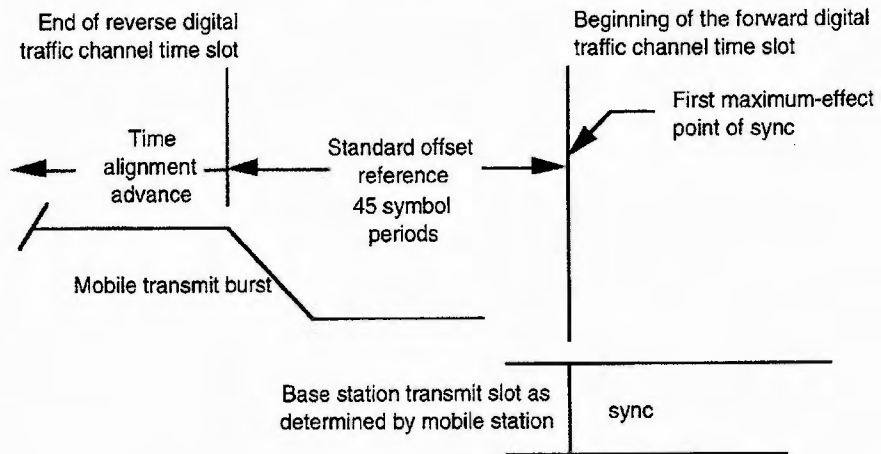 End of reverse digital
traffic channel time slot
Beginning of the forward digital
traffic channel time slot
First maximum-effect
point of sync
Time
alignment
advance
Standard offset
reference
45 symbol
periods
Mobile transmit burst
Base station transmit slot as
determined by mobile station
sync